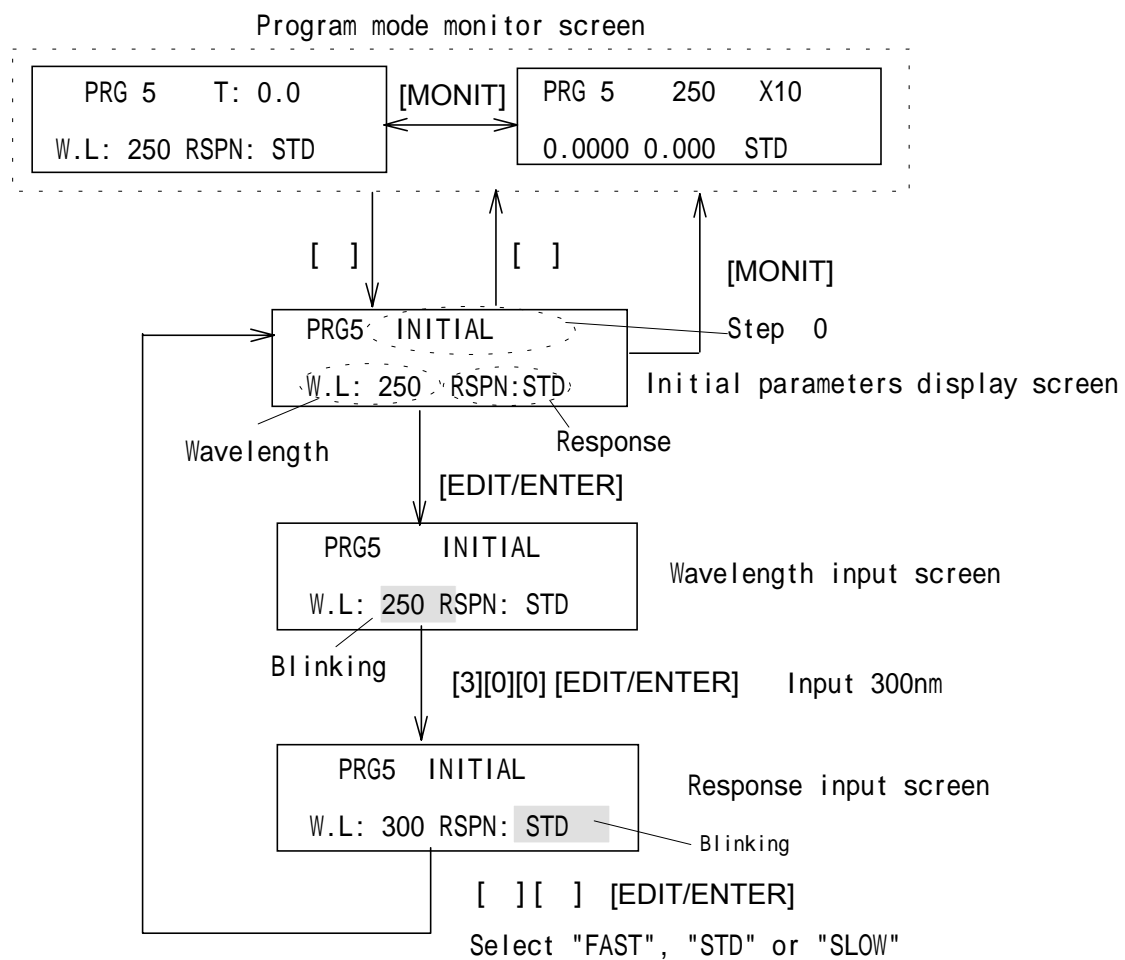 Program mode monitor screen
PRG 5 T: 0.0
W.L: 250 RSPN: STD
[MONIT]
PRG 5 250 X10
0.0000 0.000 STD
[ ]
[ ]
[MONIT]
PRG5 INITIAL
Step 0
W.L: 250 RSPN:STD
Initial parameters display screen
Wavelength
Response
[EDIT/ENTER]
PRG5 INITIAL
W.L: 250 RSPN: STD
Wavelength input screen
Blinking
[3][0][0] [EDIT/ENTER] Input 300nm
PRG5 INITIAL
W.L: 300 RSPN: STD
Response input screen
Blinking
[ ][ ] [EDIT/ENTER]
Select "FAST", "STD" or "SLOW"